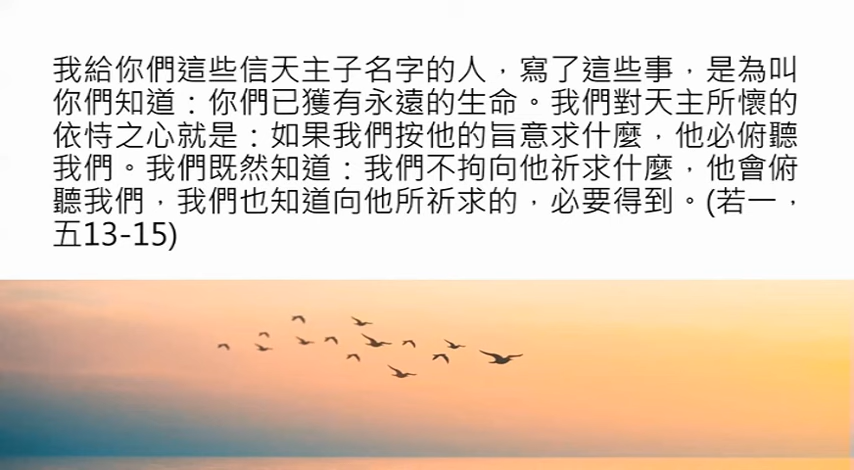 我給你們這些信天主子名字的人，寫了這些事，是為叫
你們知道：你們已獲有永遠的生命。我們對天主所懷的
依恃之心就是：如果我們按他的旨意求什麼，他必俯聽
我們。我們既然知道：我們不拘向他祈求什麼，他會俯
聽我們，我們也知道向他所祈求的，必要得到。(若一，
五13-15)